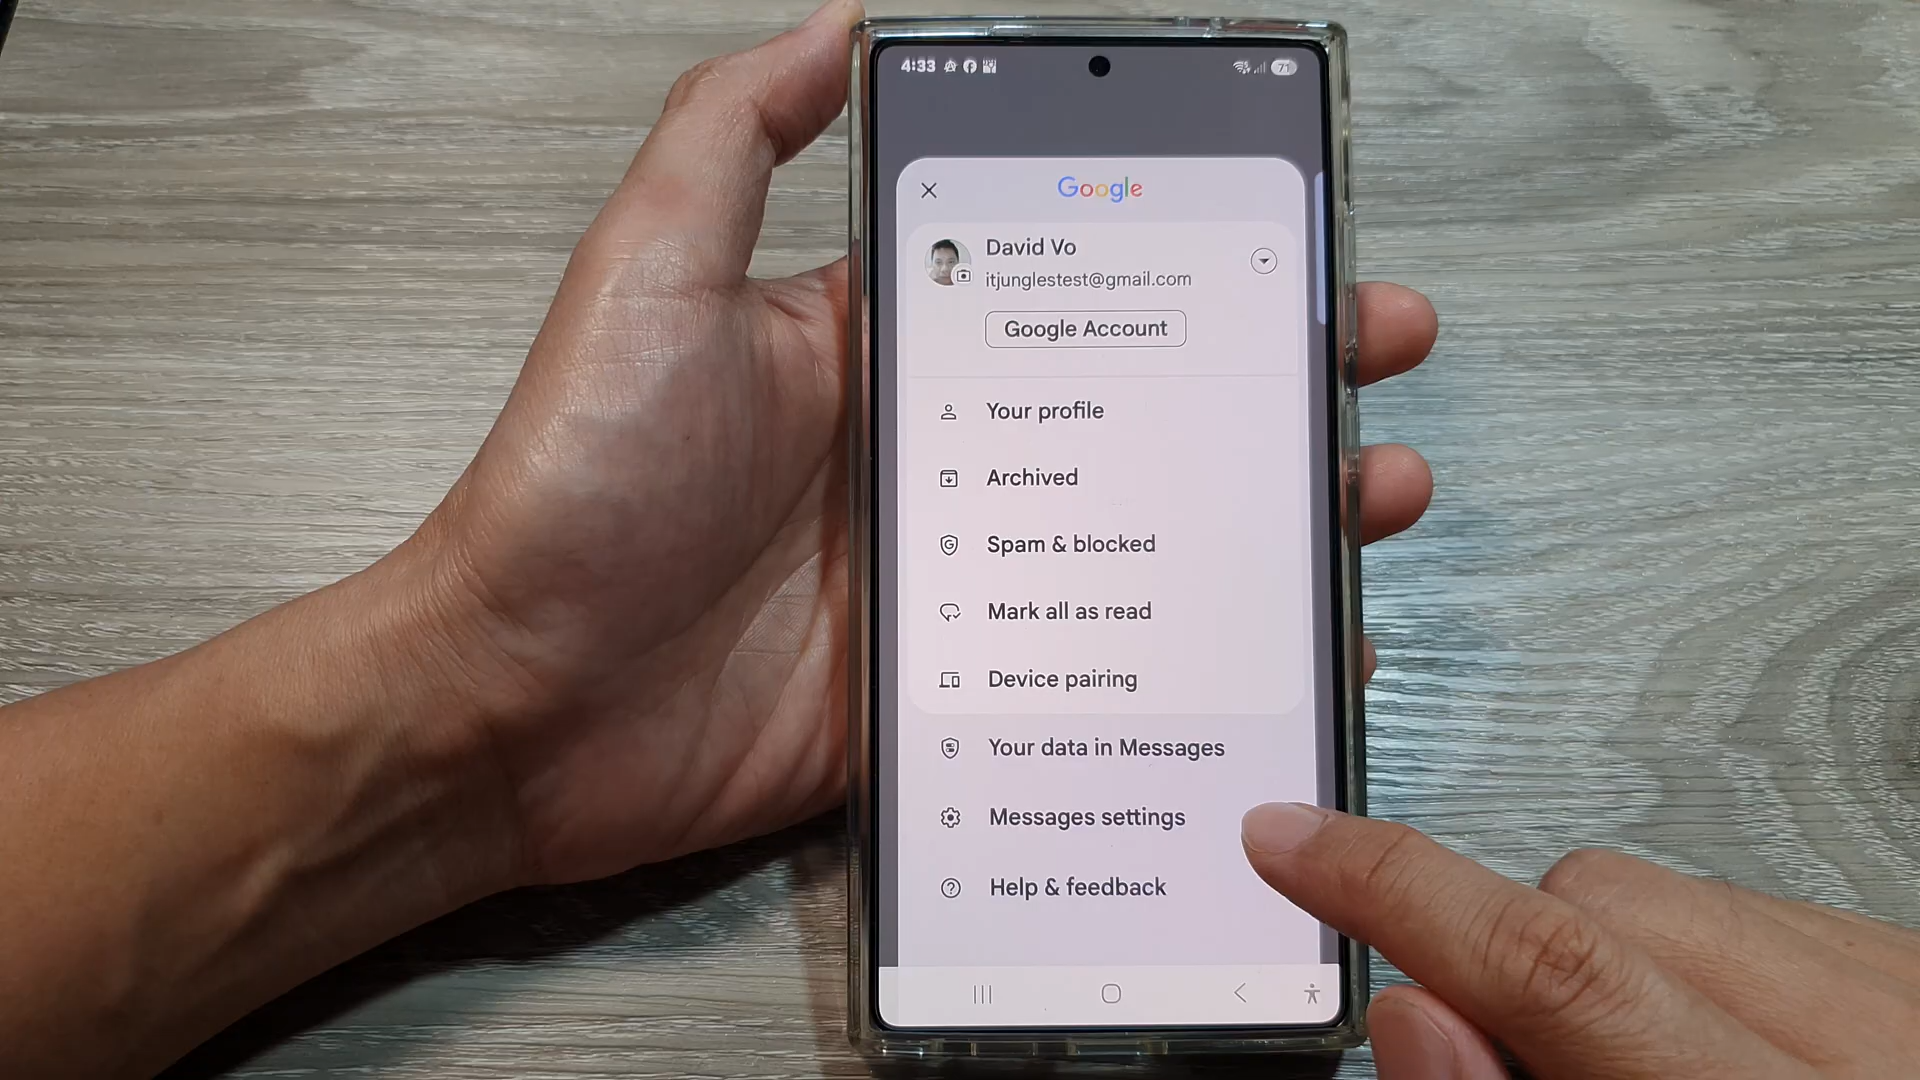 4:33
71
Google
David Vo
itjunglestest@gmail.com
Google Account
Your profile
Archived
Spam & blocked
Mark all as read
Device pairing
Your data in Messages
Messages settings
Help & feedback